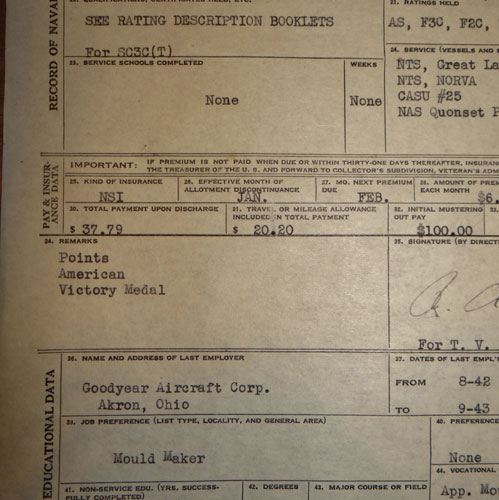 SEE RATING DESCRIPTION BOOKLETS
21. RATINGS HELD
AS, F3C, F2C,
For SC3C(T)
RECORD OF NAVAL
23. SERVICE SCHOOLS COMPLETED
WEEKS
None
None
24. SERVICE (VESSELS AND
NTS, Great La
NTS, NORVA
CASU #25
NAS Quonset P
PAY & INSUR-
ANCE DATA
IMPORTANT: IF PREMIUM IS NOT PAID WHEN DUE OR WITHIN THIRTY-ONE DAYS THEREAFTER, INSURAN
THE TREASURER OF THE U. S. AND FORWARD TO COLLECTOR'S SUBDIVISION, VETERAN'S ADM
25. KIND OF INSURANCE
NSI
26. EFFECTIVE MONTH OF
ALLOTMENT DISCONTINUANCE
JAN.
27. MO. NEXT PREMIUM
DUE
FEB.
28. AMOUNT OF PREM
EACH MONTH
$6.
30. TOTAL PAYMENT UPON DISCHARGE
$ 37.79
31. TRAVEL OR MILEAGE ALLOWANCE
INCLUDED IN TOTAL PAYMENT
$ 20.20
32. INITIAL MUSTERING
OUT PAY
$100.00
33.
34. REMARKS
Points
American
Victory Medal
35. SIGNATURE (BY DIRECTI
For T. V.
EDUCATIONAL DATA
36. NAME AND ADDRESS OF LAST EMPLOYER
Goodyear Aircraft Corp.
Akron, Ohio
37. DATES OF LAST EMPL'
FROM 8-42
TO 9-43
39. JOB PREFERENCE (LIST TYPE, LOCALITY, AND GENERAL AREA)
Mould Maker
40. PREFERENCE
None
41. NON-SERVICE EDU. (YRS. SUCCESS-
FULLY COMPLETED)
42. DEGREES
43. MAJOR COURSE OR FIELD
44. VOCATIONAL
App. Mo